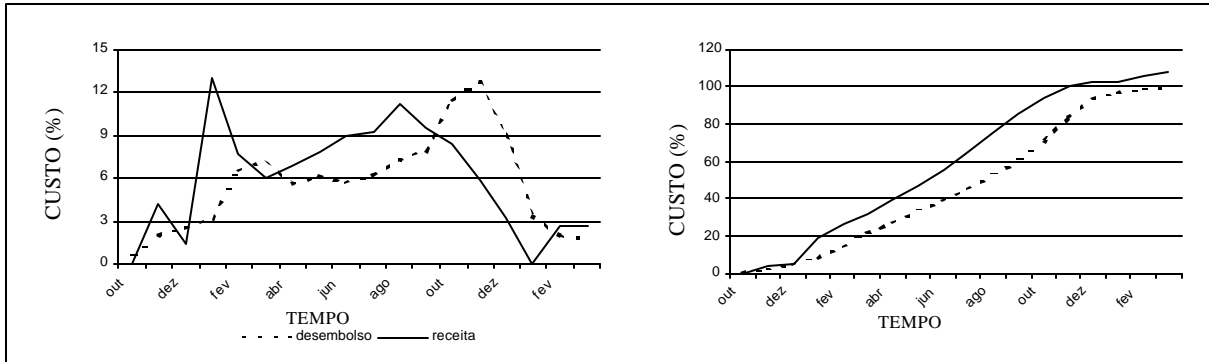 15
12
9
6
3
0
CUSTO (%)
out
dez
fev
abr
jun
ago
out
dez
fev
TEMPO
desembolso
receita
120
100
80
60
40
20
0
CUSTO (%)
out
dez
fev
abr
jun
ago
out
dez
fev
TEMPO